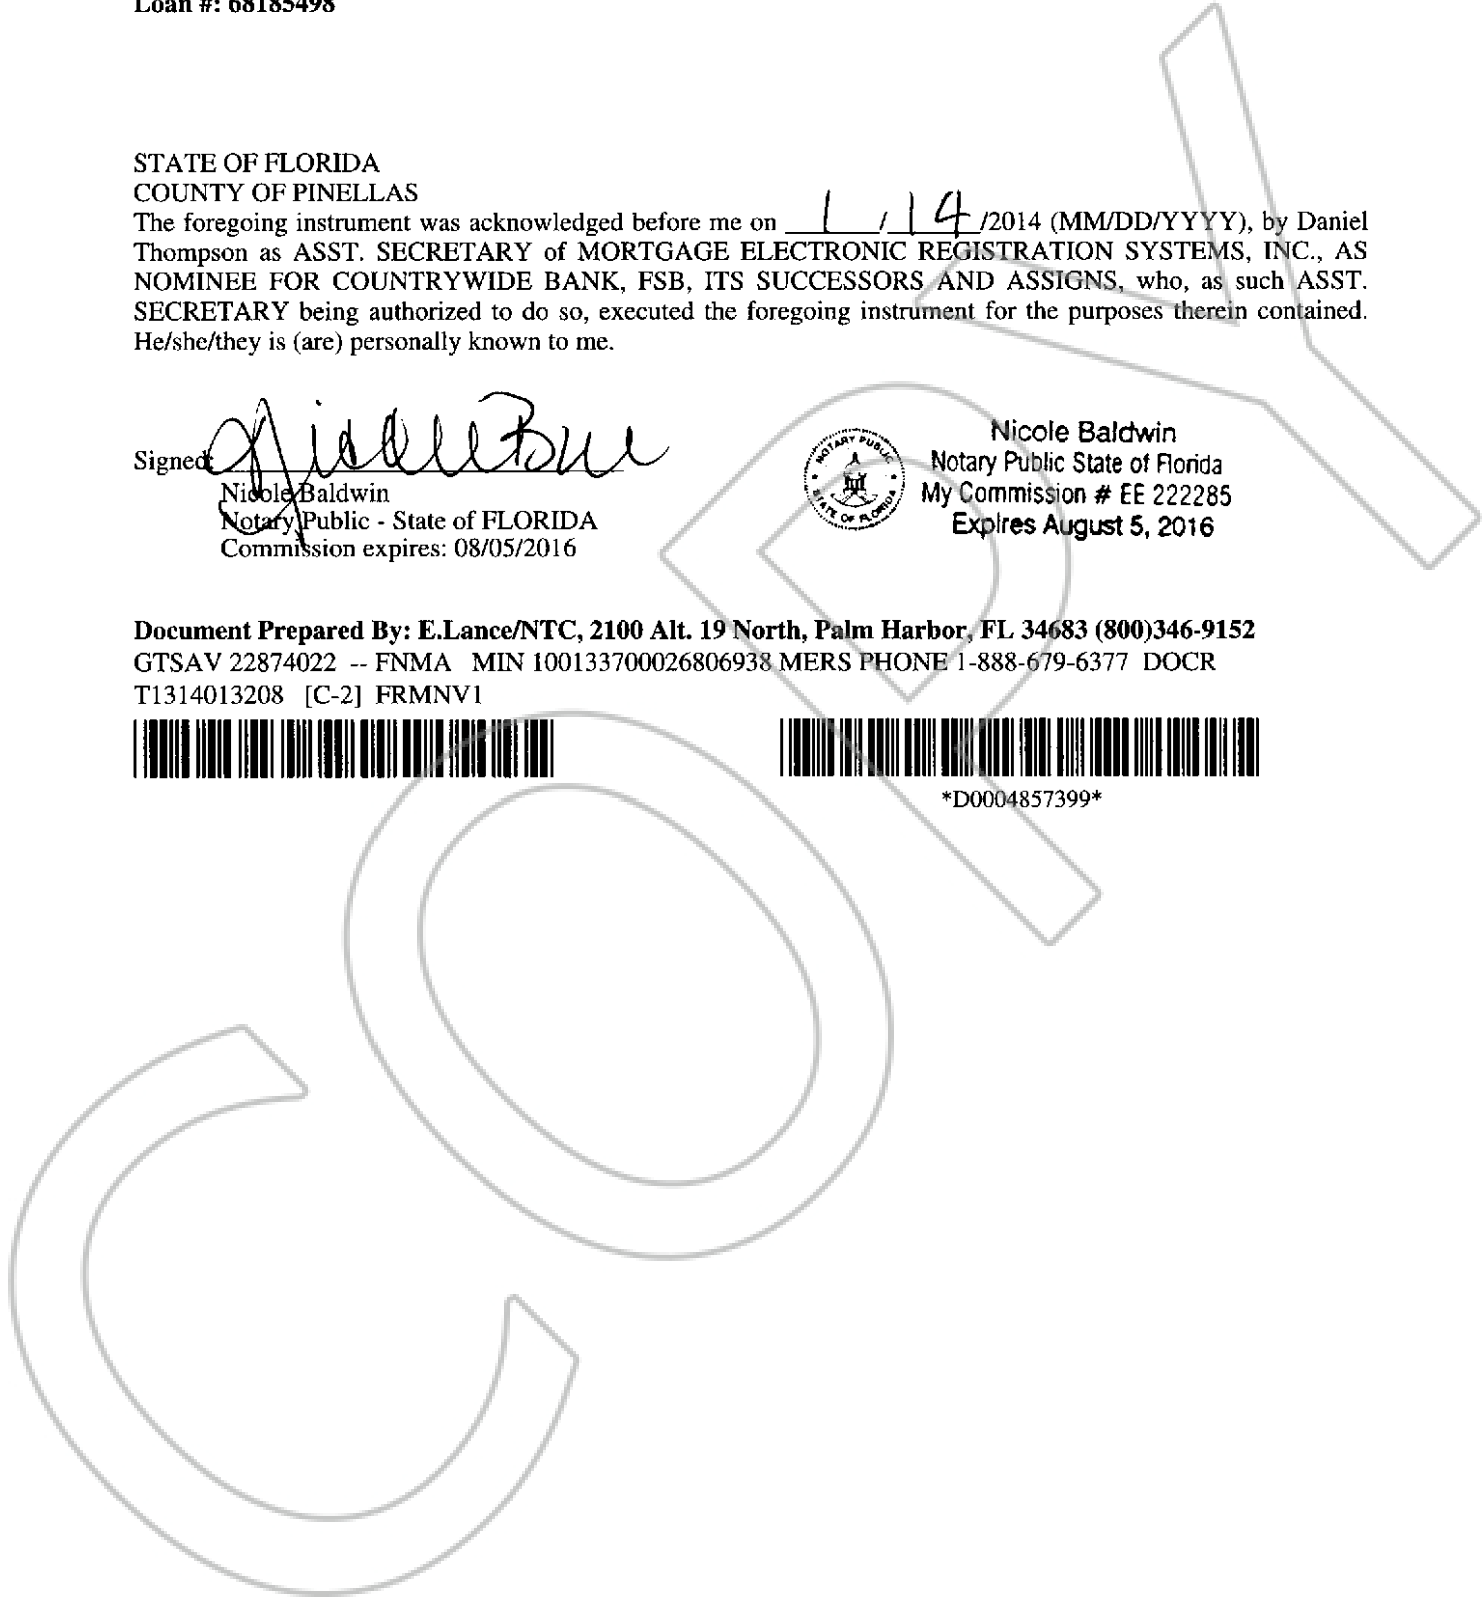 Loan #: 68185498
STATE OF FLORIDA
COUNTY OF PINELLAS
The foregoing instrument was acknowledged before me on 1 / 14 /2014 (MM/DD/YYYY), by Daniel
Thompson as ASST. SECRETARY of MORTGAGE ELECTRONIC REGISTRATION SYSTEMS, INC., AS
NOMINEE FOR COUNTRYWIDE BANK, FSB, ITS SUCCESSORS AND ASSIGNS, who, as such ASST.
SECRETARY being authorized to do so, executed the foregoing instrument for the purposes therein contained.
He/she/they is (are) personally known to me.
Signed:
Nicole Baldwin
Notary Public - State of FLORIDA
Commission expires: 08/05/2016
NOTARY PUBLIC
STATE OF FLORIDA
Nicole Baldwin
Notary Public State of Florida
My Commission # EE 222285
Expires August 5, 2016
Document Prepared By: E.Lance/NTC, 2100 Alt. 19 North, Palm Harbor, FL 34683 (800)346-9152
GTSAV 22874022 -- FNMA MIN 100133700026806938 MERS PHONE 1-888-679-6377 DOCR
T1314013208 [C-2] FRMNV1
*D0004857399*
COPY